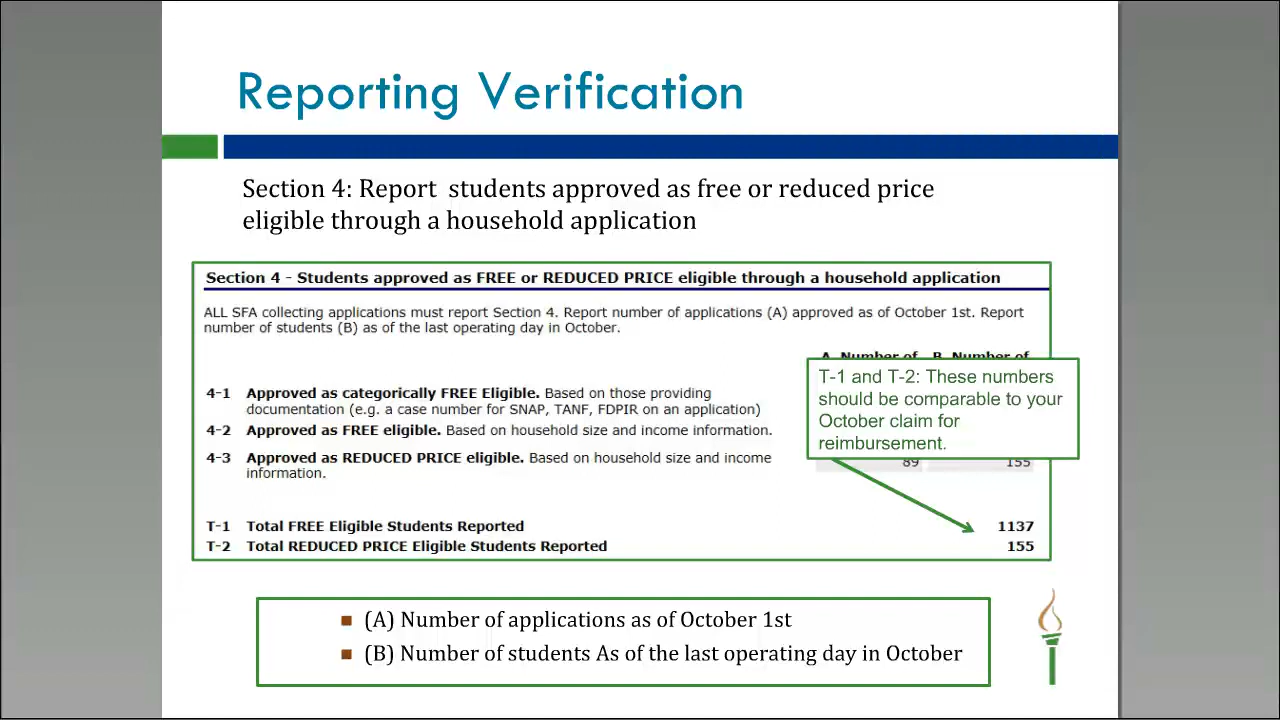 Reporting Verification
Section 4: Report students approved as free or reduced price
eligible through a household application
Section 4 - Students approved as FREE or REDUCED PRICE eligible through a household application
ALL SFA collecting applications must report Section 4. Report number of applications (A) approved as of October 1st. Report
number of students (B) as of the last operating day in October.
A. Number of B. Number of
T-1 and T-2: These numbers
should be comparable to your
October claim for
reimbursement.
4-1 Approved as categorically FREE Eligible. Based on those providing
documentation (e.g. a case number for SNAP, TANF, FDPIR on an application)
4-2 Approved as FREE eligible. Based on household size and income information.
4-3 Approved as REDUCED PRICE eligible. Based on household size and income
information.
89 155
T-1 Total FREE Eligible Students Reported 1137
T-2 Total REDUCED PRICE Eligible Students Reported 155
(A) Number of applications as of October 1st
(B) Number of students As of the last operating day in October